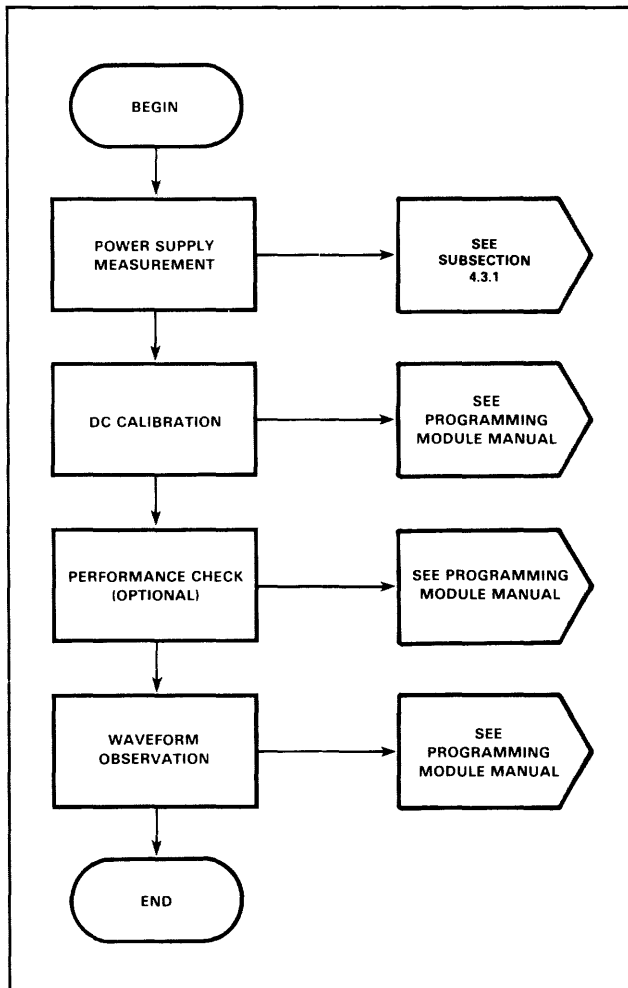 BEGIN
POWER SUPPLY
MEASUREMENT
SEE
SUBSECTION
4.3.1
DC CALIBRATION
SEE
PROGRAMMING
MODULE MANUAL
PERFORMANCE CHECK
(OPTIONAL)
SEE PROGRAMMING
MODULE MANUAL
WAVEFORM
OBSERVATION
SEE
PROGRAMMING
MODULE MANUAL
END